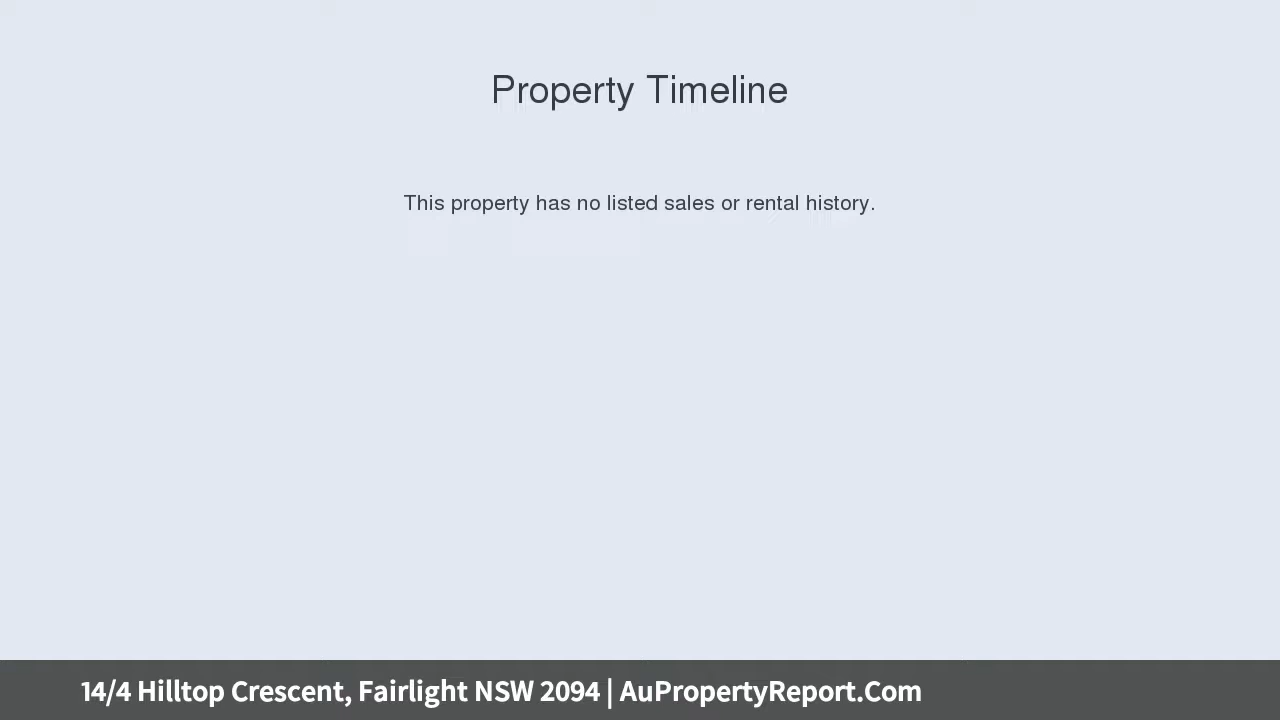 Property Timeline
This property has no listed sales or rental history.
14/4 Hilltop Crescent, Fairlight NSW 2094 | AuPropertyReport.Com